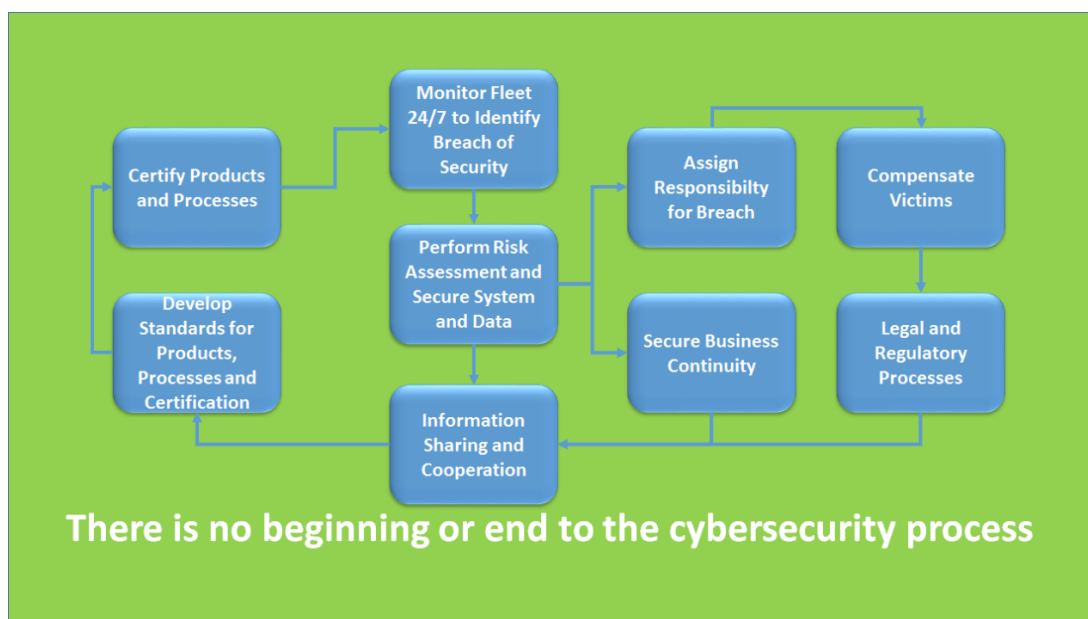 Monitor Fleet
24/7 to Identify
Breach of
Security
Certify Products
and Processes
Assign
Responsibilty
for Breach
Compensate
Victims
Perform Risk
Assessment and
Secure System
and Data
Develop
Standards for
Products,
Processes and
Certification
Secure Business
Continuity
Legal and
Regulatory
Processes
Information
Sharing and
Cooperation
There is no beginning or end to the cybersecurity process